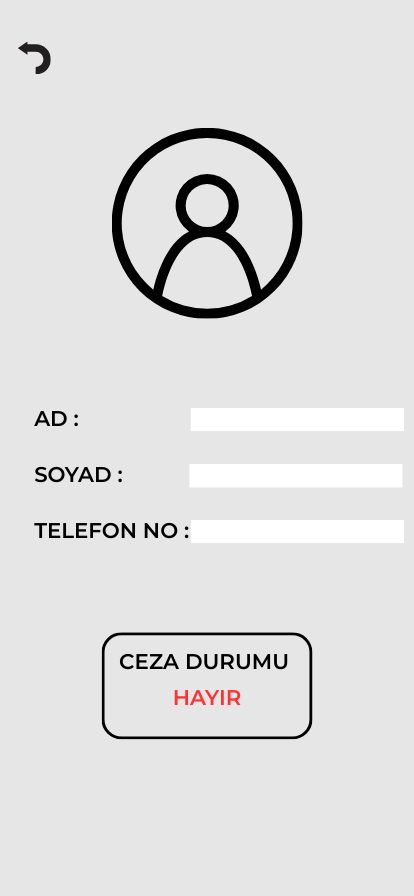 AD :
SOYAD :
TELEFON NO :
CEZA DURUMU
HAYIR